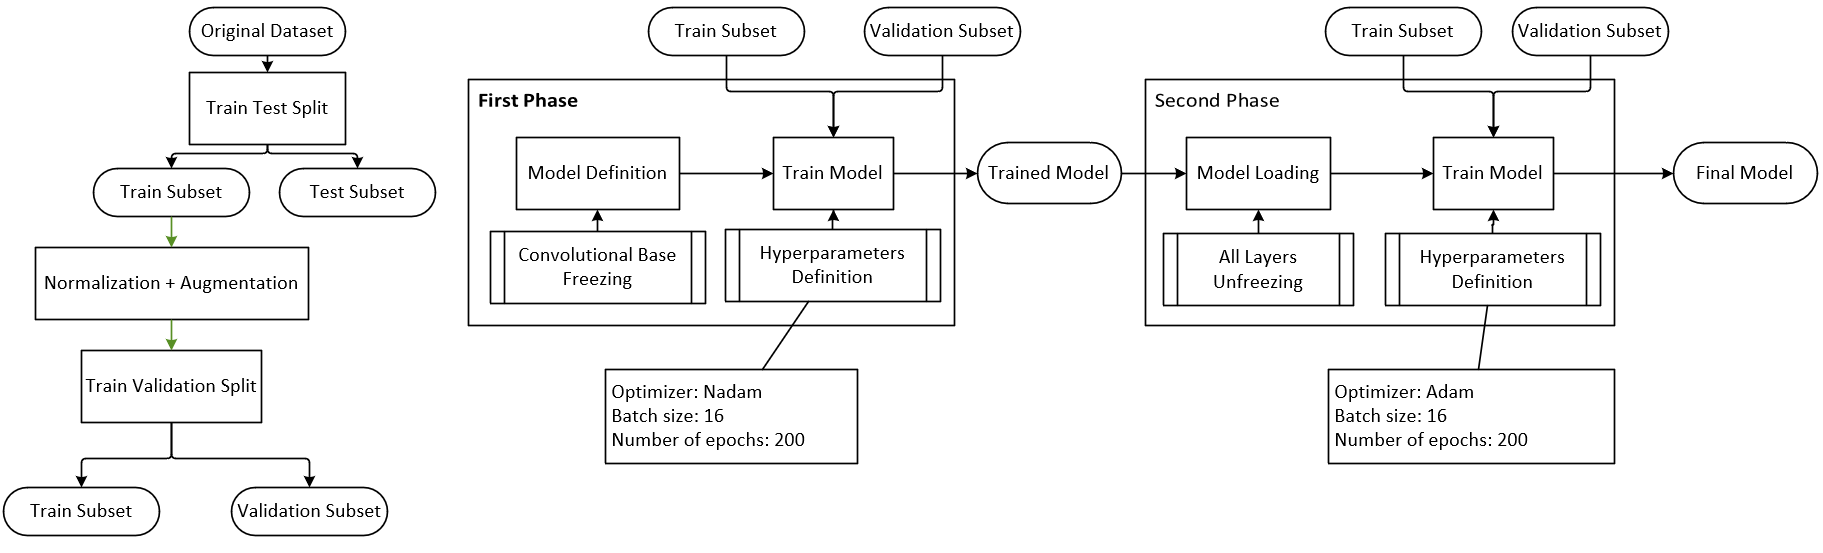 Original Dataset
Train Test Split
Train Subset
Test Subset
Normalization + Augmentation
Train Validation Split
Train Subset
Validation Subset
Train Subset
Validation Subset
First Phase
Model Definition
Train Model
Convolutional Base
Freezing
Hyperparameters
Definition
Optimizer: Nadam
Batch size: 16
Number of epochs: 200
Trained Model
Train Subset
Validation Subset
Second Phase
Model Loading
Train Model
All Layers
Unfreezing
Hyperparameters
Definition
Optimizer: Adam
Batch size: 16
Number of epochs: 200
Final Model